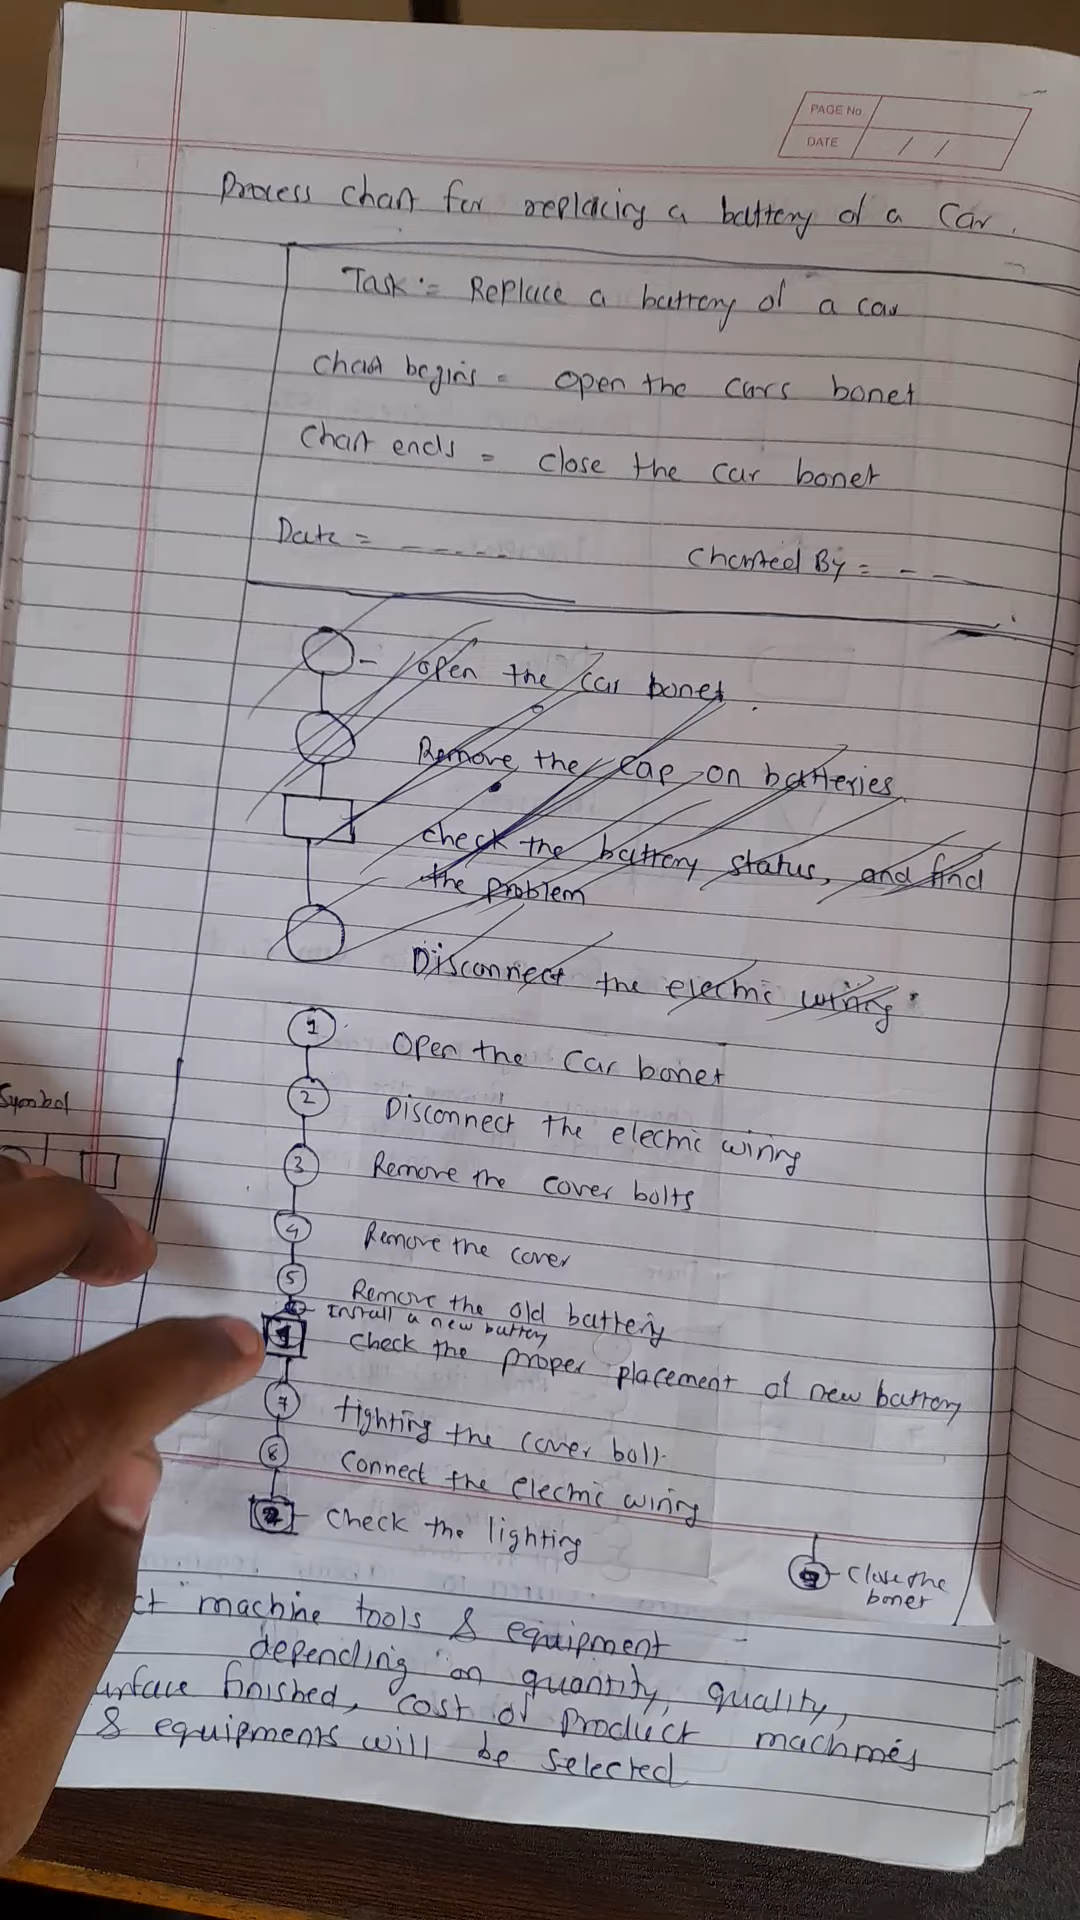 PAGE No
DATE / /
Process chart for replacing a battery of a Car.
Task := Replace a battery of a car
Chart begins = open the cars bonet
Chart ends = close the car bonet
Date = ----- Charted By = --
- open the car bonet
Remove the cap on batteries
check the battery status, and find
the problem
Disconnect the electric wiring
1 Open the Car bonet
2 Disconnect the electric wiring
3 Remove the cover bolts
4 Remove the cover
5 Remove the old battery
Install a new battery
1 Check the proper placement of new battery
7 tighting the cover bolt.
8 Connect the electric wiring
2 - Check the lighting
9 - Close the
bonet
Symbol
ct machine tools & equipment -
depending on quantity, quality,
urface finished, cost of product machines
& equipments will be selected